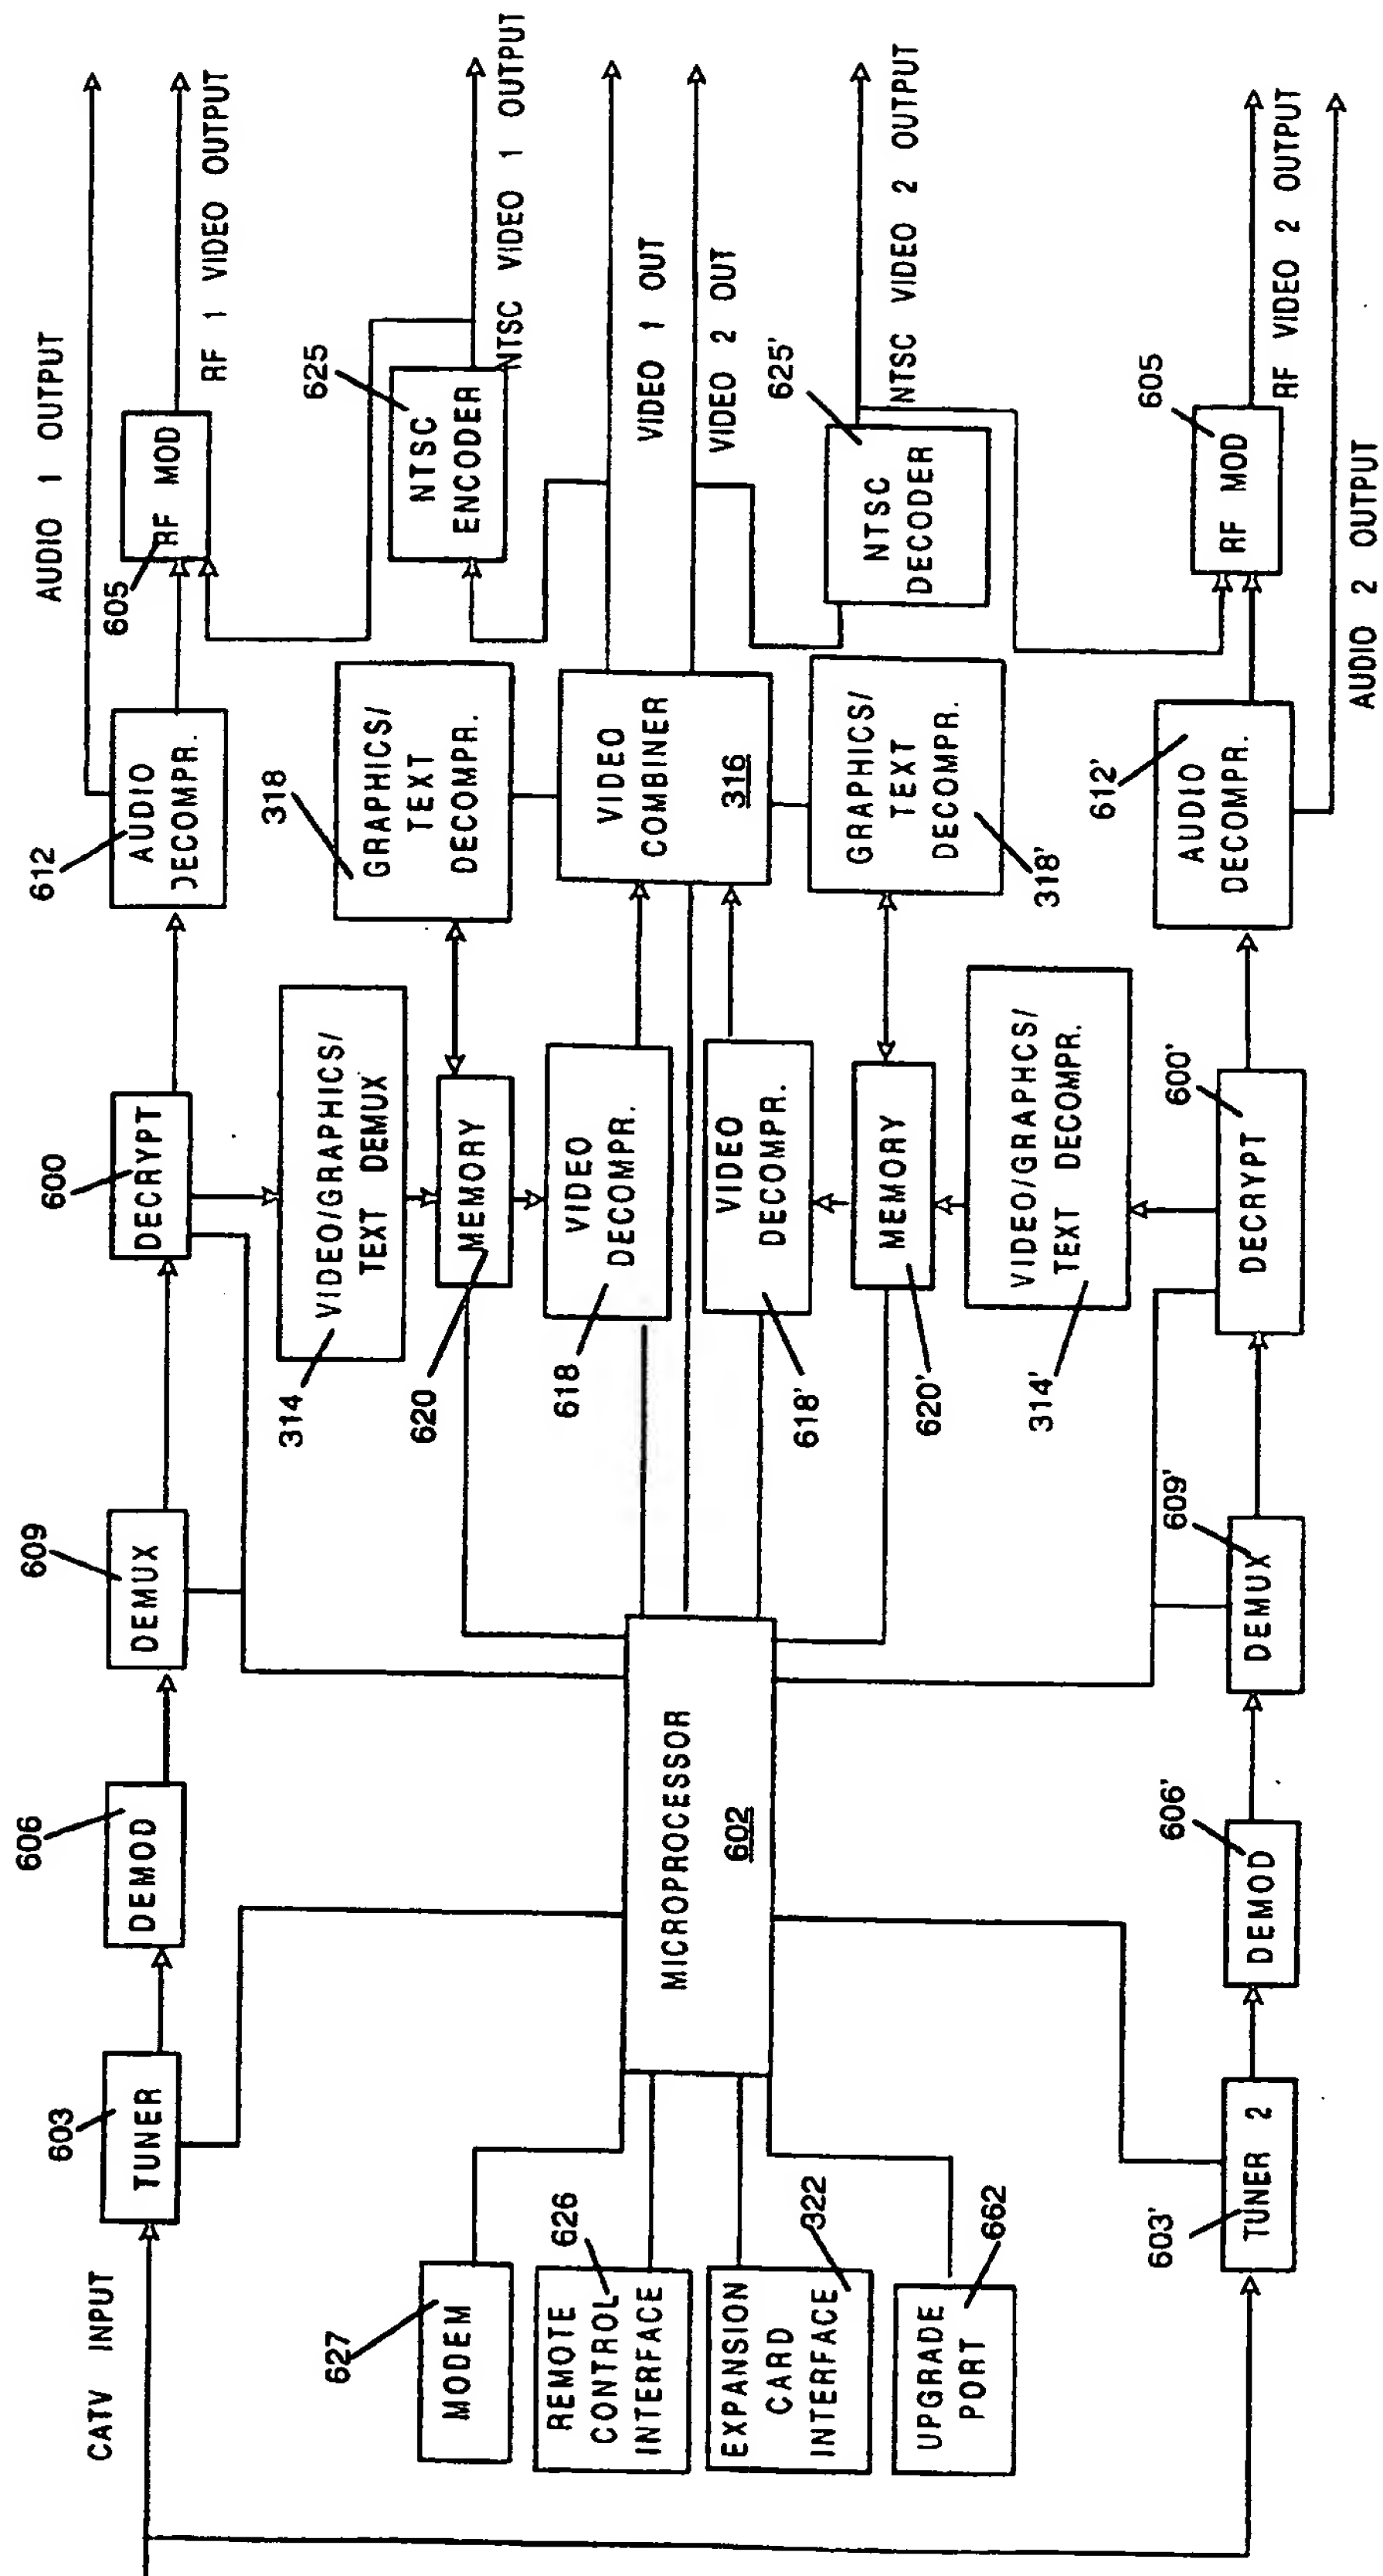 CATV INPUT
603
TUNER
606
DEMOD
609
DEMUX
600
DECRYPT
612
AUDIO
DECOMPR.
605
RF MOD
AUDIO 1 OUTPUT
RF 1 VIDEO OUTPUT
314
VIDEO/GRAPHICS/
TEXT DEMUX
318
GRAPHICS/
TEXT
DECOMPR.
625
NTSC
ENCODER
NTSC VIDEO 1 OUTPUT
620
MEMORY
618
VIDEO
DECOMPR.
627
MODEM
626
REMOTE
CONTROL
INTERFACE
MICROPROCESSOR
602
VIDEO
COMBINER
316
VIDEO 1 OUT
VIDEO 2 OUT
322
EXPANSION
CARD
INTERFACE
618'
VIDEO
DECOMPR.
662
UPGRADE
PORT
620'
MEMORY
318'
GRAPHICS/
TEXT
DECOMPR.
625'
NTSC
DECODER
NTSC VIDEO 2 OUTPUT
314'
VIDEO/GRAPHCS/
TEXT DECOMPR.
603'
TUNER 2
606'
DEMOD
609'
DEMUX
600'
DECRYPT
612'
AUDIO
DECOMPR.
605
RF MOD
RF VIDEO 2 OUTPUT
AUDIO 2 OUTPUT